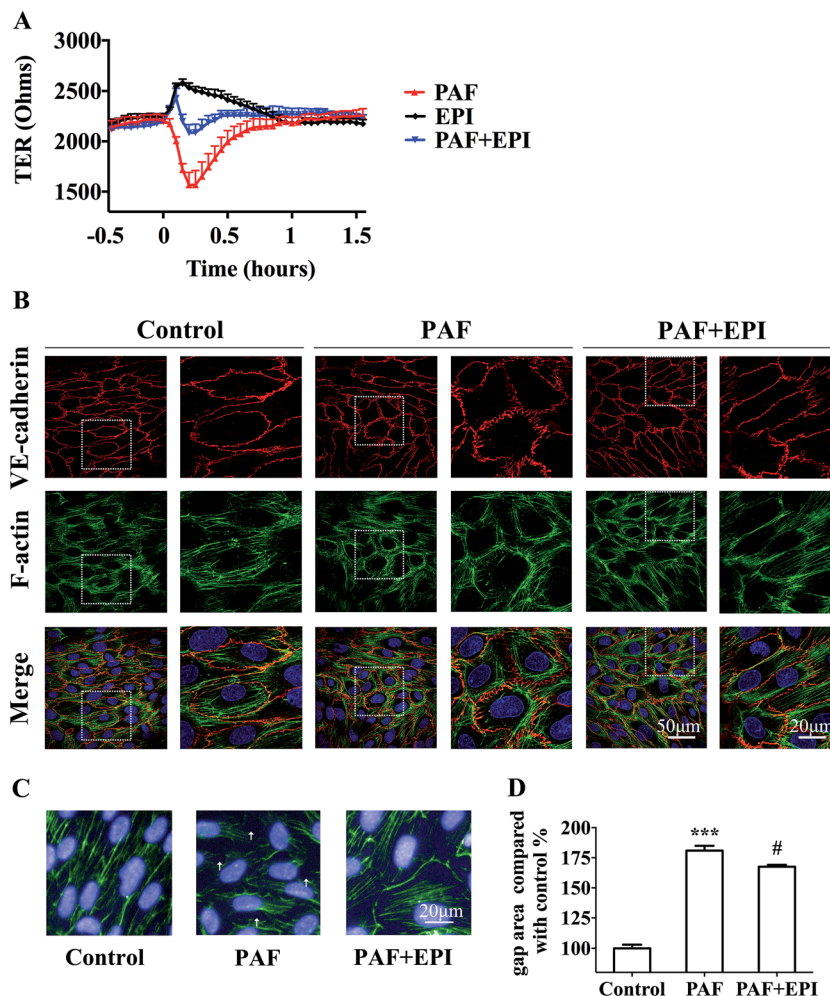 A
3000
2500
2000
1500
TER (Ohms)
-0.5 0 0.5 1 1.5
Time (hours)
PAF
EPI
PAF+EPI
B
Control PAF PAF+EPI
VE-cadherin
F-actin
Merge
50μm 20μm
C
20μm
Control PAF PAF+EPI
D
gap area compared
with control %
200
175
150
125
100
*** #
Control PAF PAF+EPI